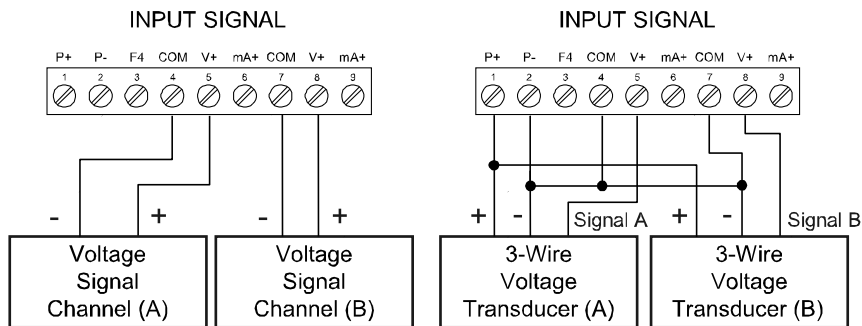 INPUT SIGNAL
P+ P- F4 COM V+ mA+ COM V+ mA+
1 2 3 4 5 6 7 8 9
- + - +
Voltage
Signal
Channel (A)
Voltage
Signal
Channel (B)
INPUT SIGNAL
P+ P- F4 COM V+ mA+ COM V+ mA+
1 2 3 4 5 6 7 8 9
+ - Signal A + - Signal B
3-Wire
Voltage
Transducer (A)
3-Wire
Voltage
Transducer (B)